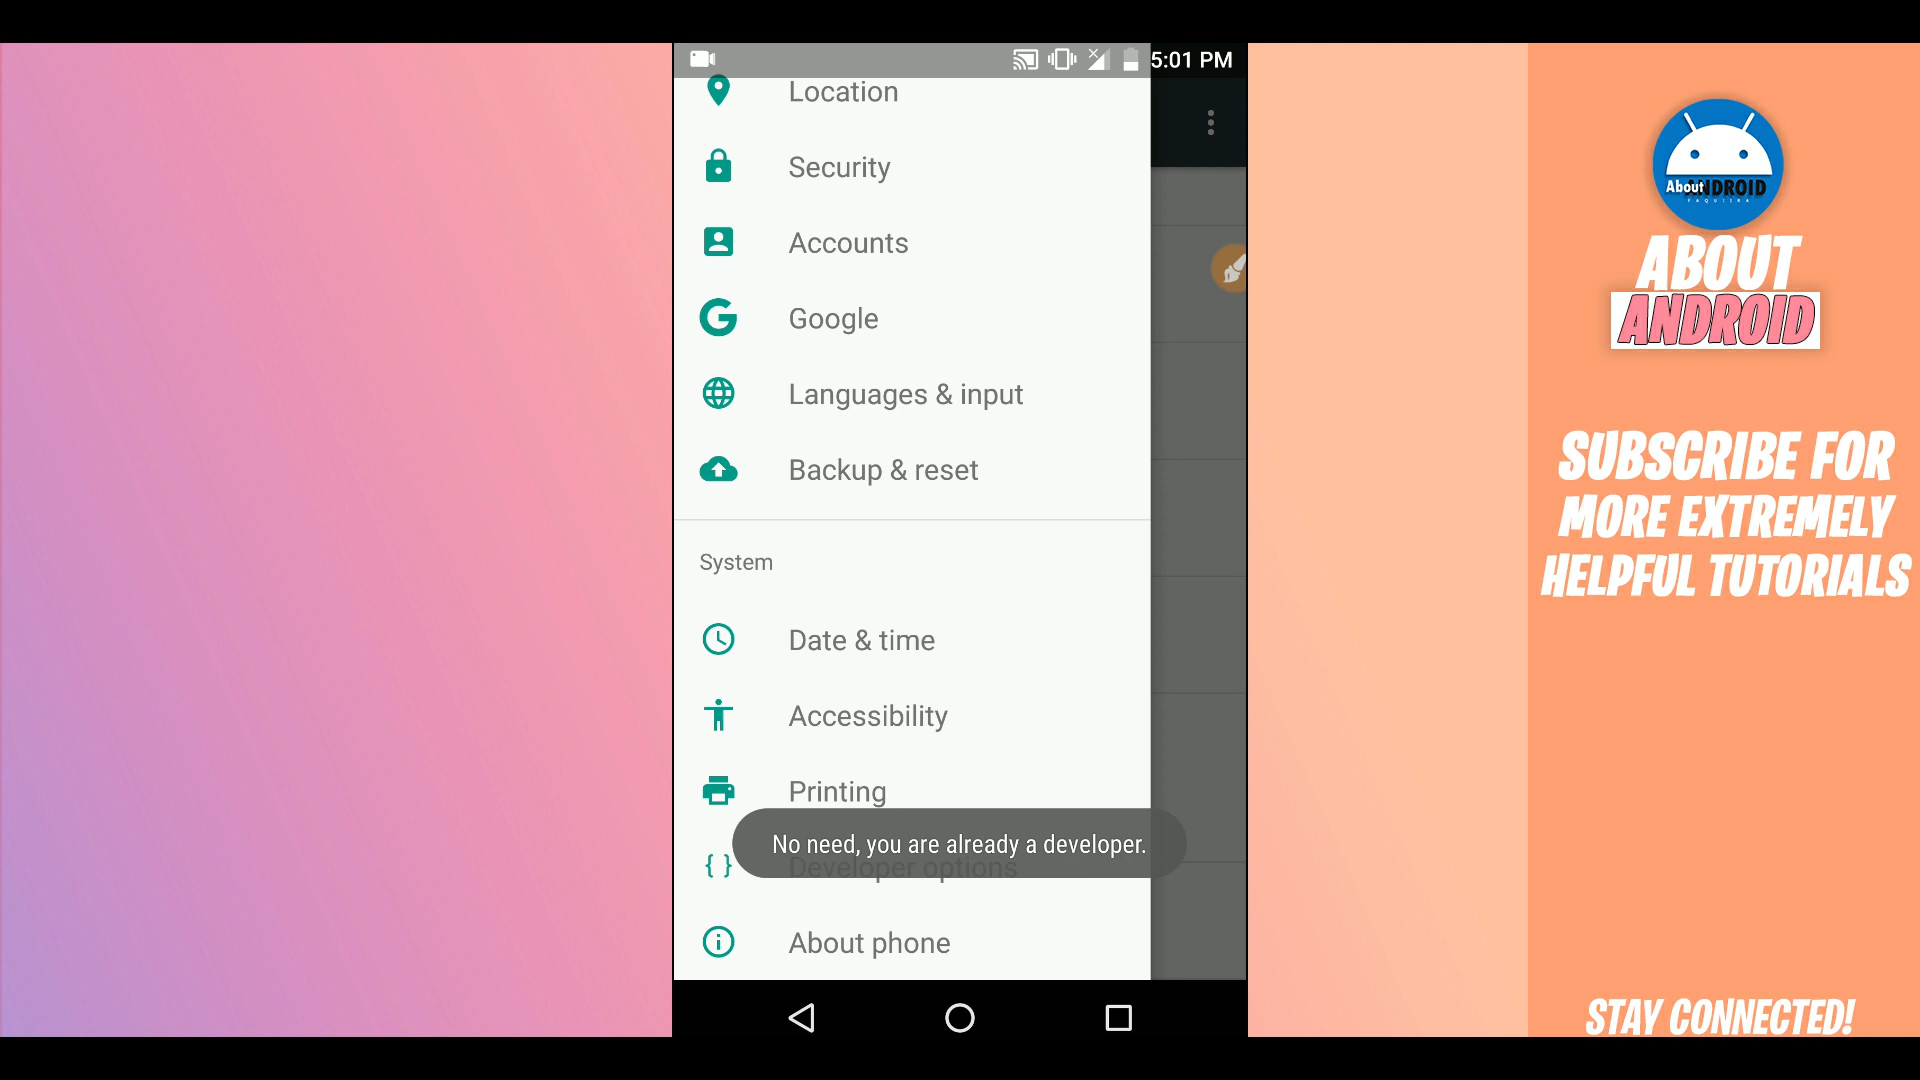 5:01 PM
Location
Security
Accounts
Google
Languages & input
Backup & reset
System
Date & time
Accessibility
Printing
No need, you are already a developer.
Developer options
About phone
About ANDROID
ABOUT
ANDROID
SUBSCRIBE FOR
MORE EXTREMELY
HELPFUL TUTORIALS
STAY CONNECTED!